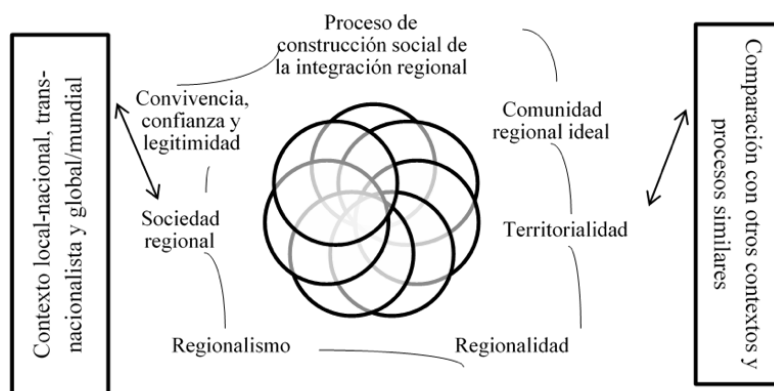 Contexto local-nacional, trans-
nacionalista y global/mundial
Proceso de
construcción social de
la integración regional
Convivencia,
confianza y
legitimidad
Comunidad
regional ideal
Sociedad
regional
Territorialidad
Regionalismo
Regionalidad
Comparación con otros contextos y
procesos similares